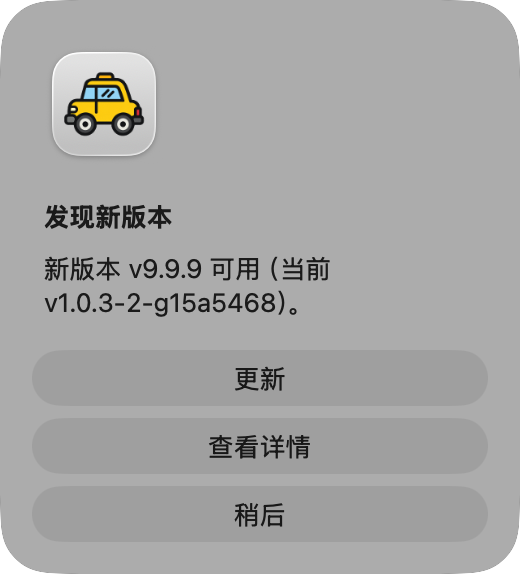 发现新版本
新版本 v9.9.9 可用 (当前
v1.0.3-2-g15a5468)。
更新
查看详情
稍后